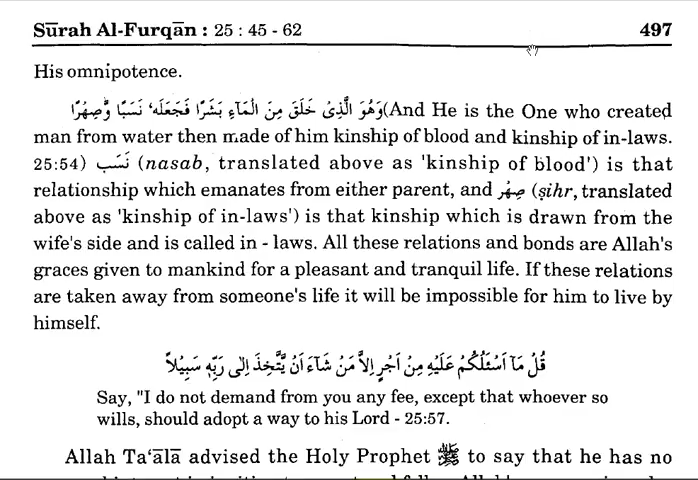 Sūrah Al-Furqān : 25 : 45 - 62 497
His omnipotence.
وَهُوَ الَّذِىْ خَلَقَ مِنَ الْمَآءِ بَشَرًا فَجَعَلَهٗ نَسَبًا وَّصِهْرًا (And He is the One who created
man from water then made of him kinship of blood and kinship of in-laws.
25:54) نَسَب (nasab, translated above as 'kinship of blood') is that
relationship which emanates from either parent, and صِهْر (ṣihr, translated
above as 'kinship of in-laws') is that kinship which is drawn from the
wife's side and is called in - laws. All these relations and bonds are Allah's
graces given to mankind for a pleasant and tranquil life. If these relations
are taken away from someone's life it will be impossible for him to live by
himself.
قُلْ مَآ اَسْئَلُكُمْ عَلَيْهِ مِنْ اَجْرٍ اِلاَّ مَنْ شَآءَ اَنْ يَّتَّخِذَ اِلٰى رَبِّهٖ سَبِيْلاً
Say, "I do not demand from you any fee, except that whoever so
wills, should adopt a way to his Lord - 25:57.
Allah Ta‘ālā advised the Holy Prophet ﷺ to say that he has no